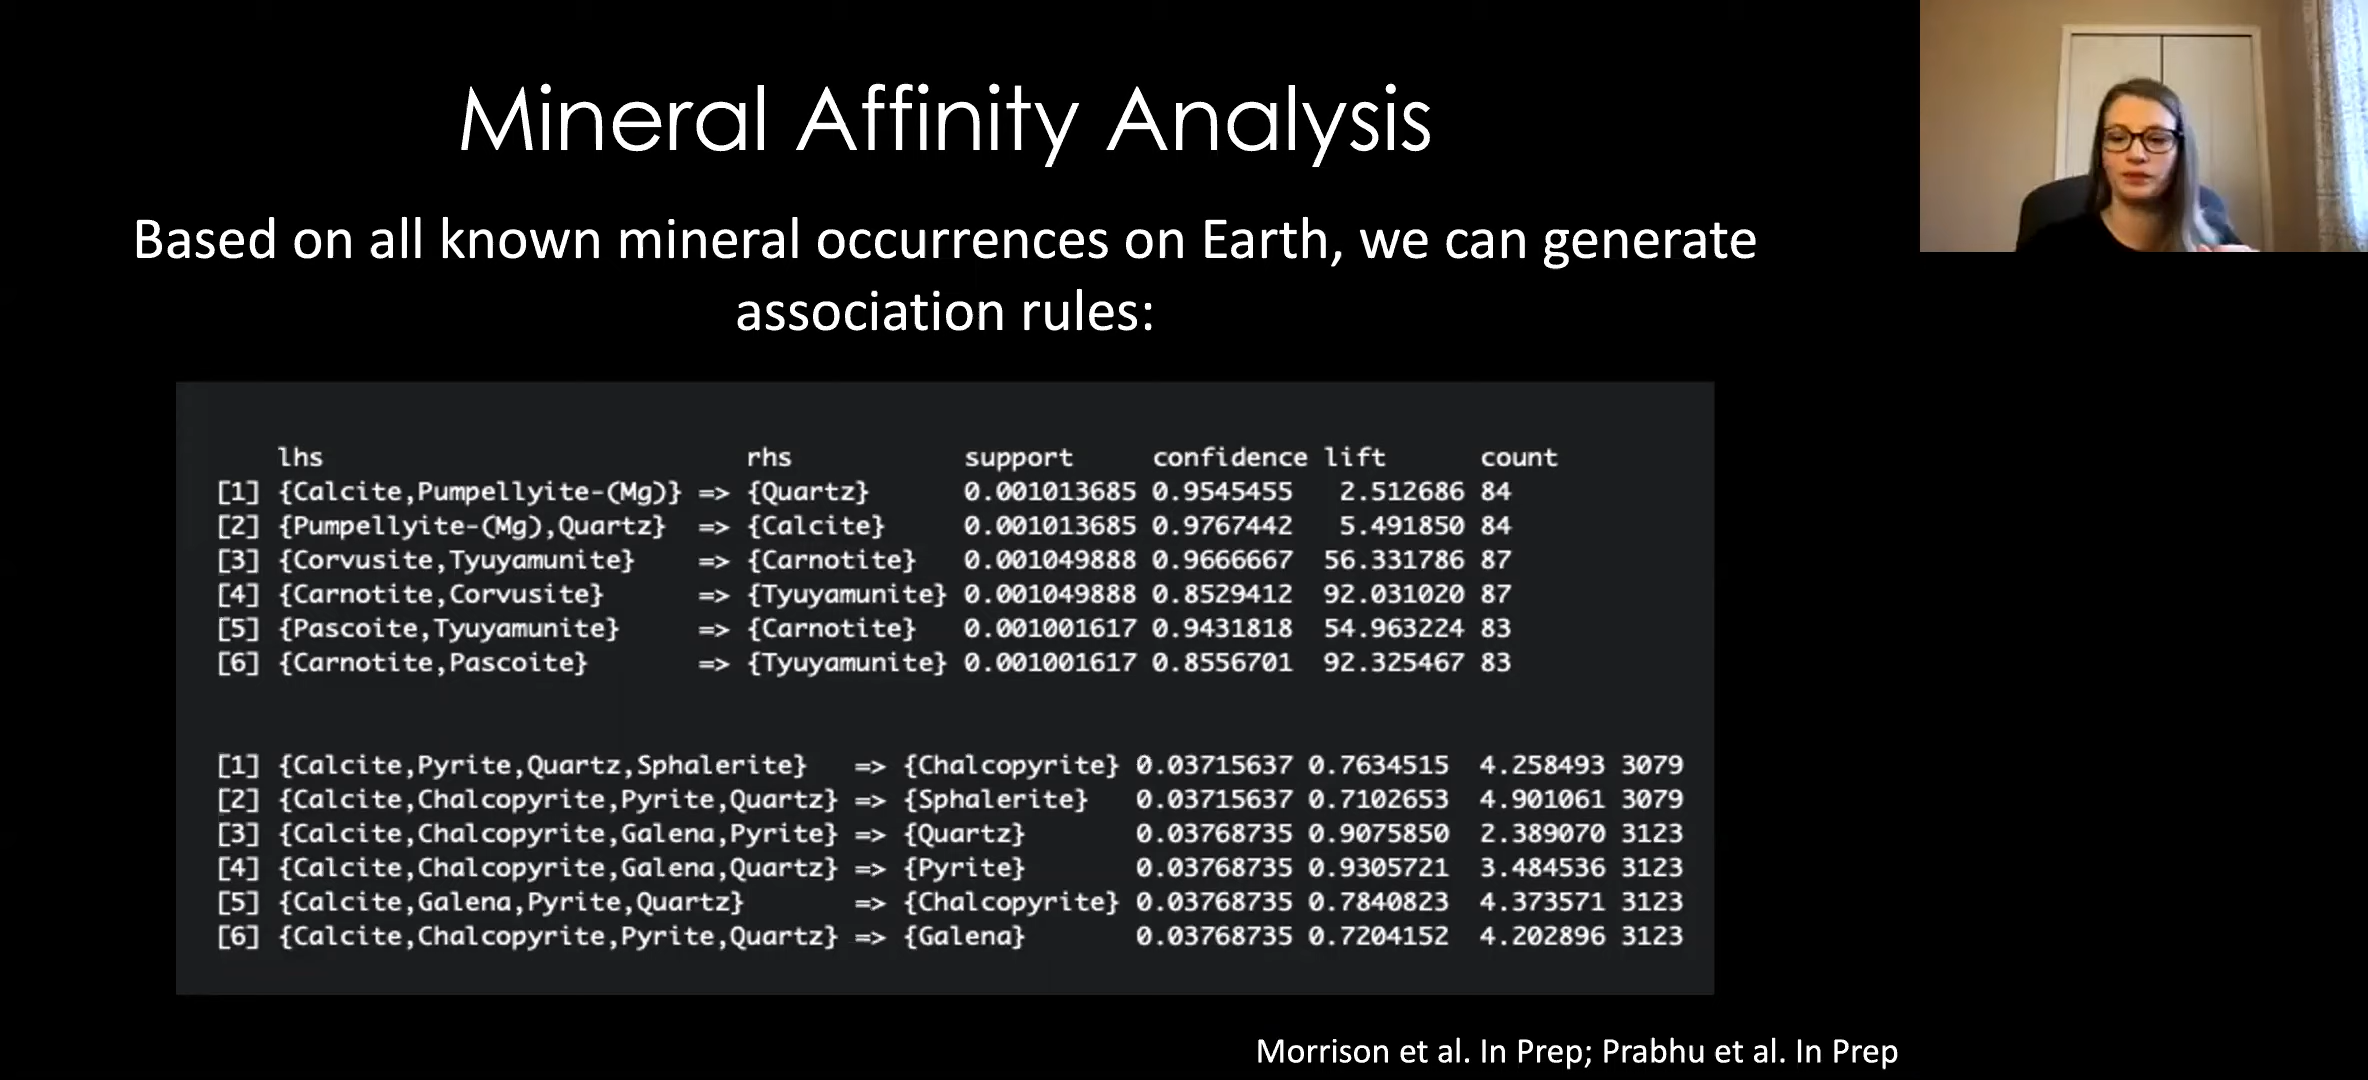 Mineral Affinity Analysis
Based on all known mineral occurrences on Earth, we can generate
association rules:
lhs rhs support confidence lift count
[1] {Calcite,Pumpellyite-(Mg)} => {Quartz} 0.001013685 0.9545455 2.512686 84
[2] {Pumpellyite-(Mg),Quartz} => {Calcite} 0.001013685 0.9767442 5.491850 84
[3] {Corvusite,Tyuyamunite} => {Carnotite} 0.001049888 0.9666667 56.331786 87
[4] {Carnotite,Corvusite} => {Tyuyamunite} 0.001049888 0.8529412 92.031020 87
[5] {Pascoite,Tyuyamunite} => {Carnotite} 0.001001617 0.9431818 54.963224 83
[6] {Carnotite,Pascoite} => {Tyuyamunite} 0.001001617 0.8556701 92.325467 83
[1] {Calcite,Pyrite,Quartz,Sphalerite} => {Chalcopyrite} 0.03715637 0.7634515 4.258493 3079
[2] {Calcite,Chalcopyrite,Pyrite,Quartz} => {Sphalerite} 0.03715637 0.7102653 4.901061 3079
[3] {Calcite,Chalcopyrite,Galena,Pyrite} => {Quartz} 0.03768735 0.9075850 2.389070 3123
[4] {Calcite,Chalcopyrite,Galena,Quartz} => {Pyrite} 0.03768735 0.9305721 3.484536 3123
[5] {Calcite,Galena,Pyrite,Quartz} => {Chalcopyrite} 0.03768735 0.7840823 4.373571 3123
[6] {Calcite,Chalcopyrite,Pyrite,Quartz} => {Galena} 0.03768735 0.7204152 4.202896 3123
Morrison et al. In Prep; Prabhu et al. In Prep